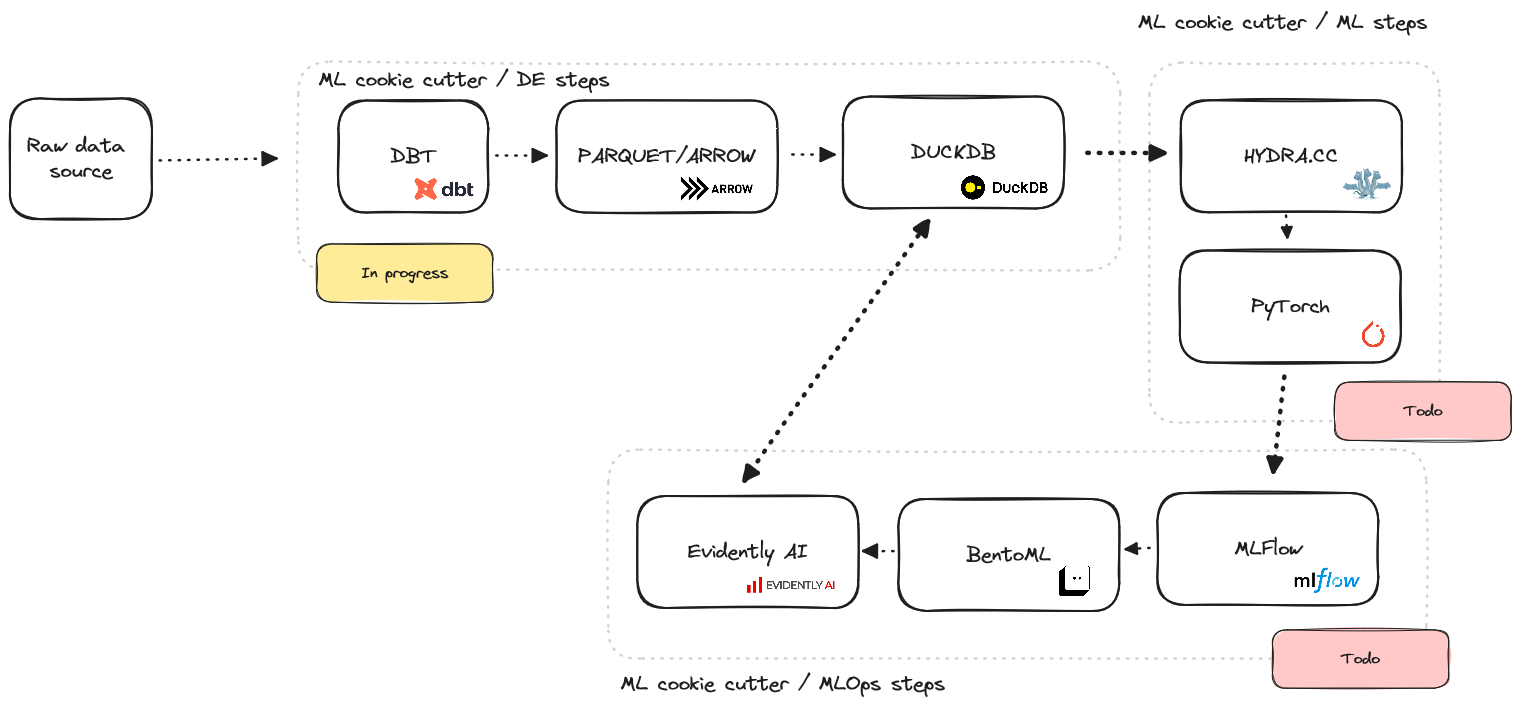 ML cookie cutter / ML steps
ML cookie cutter / DE steps
Raw data
source
DBT
dbt
PARQUET/ARROW
ARROW
DUCKDB
DuckDB
HYDRA.CC
In progress
PyTorch
Todo
Evidently AI
EVIDENTLY AI
BentoML
MLFlow
mlflow
Todo
ML cookie cutter / MLOps steps